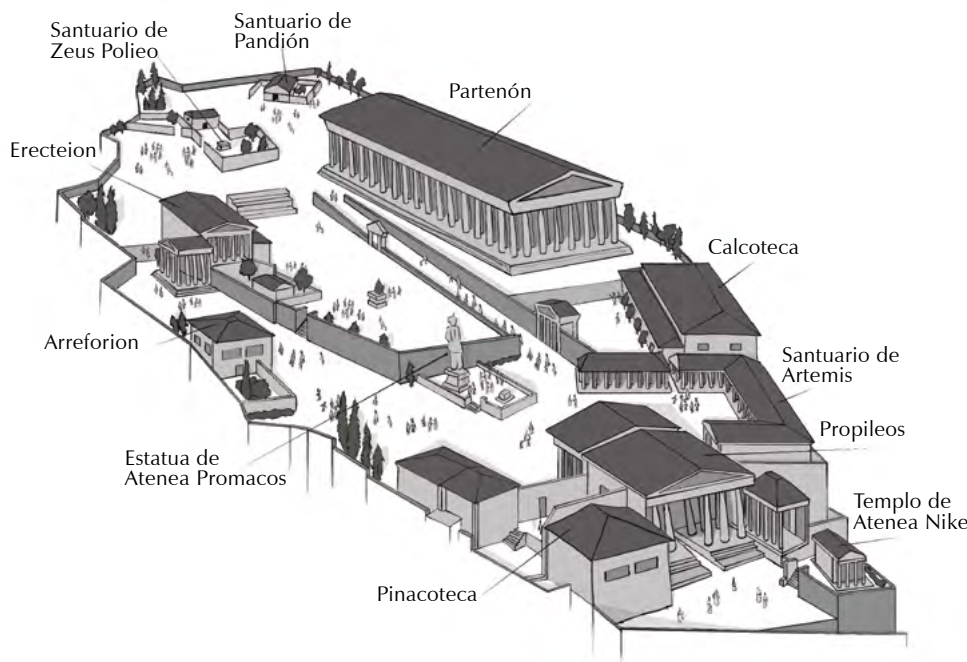 Santuario de
Zeus Polieo
Santuario de
Pandión
Partenón
Erecteion
Calcoteca
Arreforion
Santuario de
Artemis
Propileos
Estatua de
Atenea Promacos
Templo de
Atenea Nike
Pinacoteca